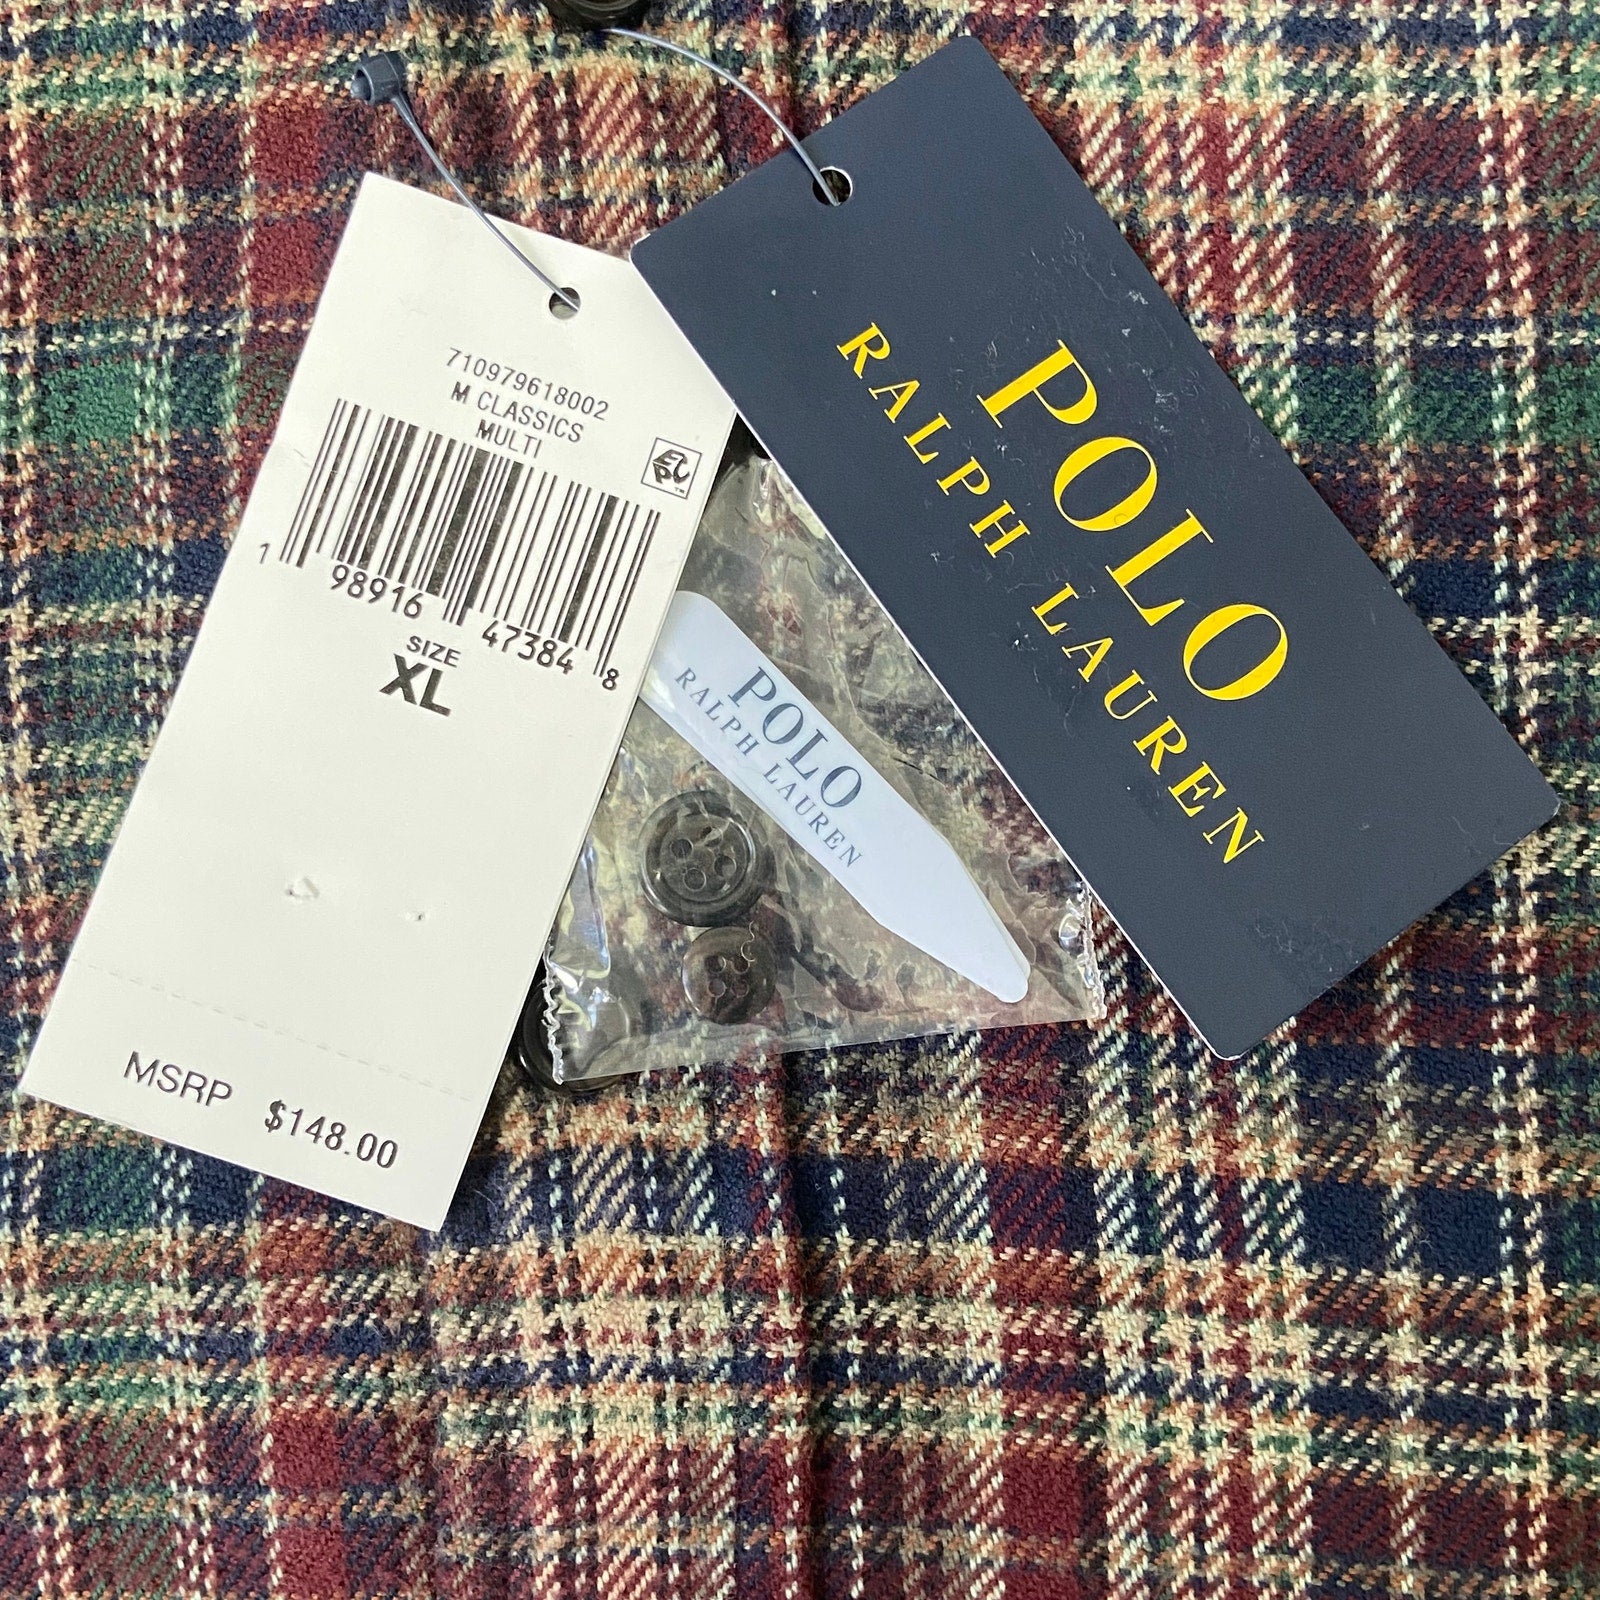 710979618002
M CLASSICS
MULTI
1 98916 47384 8
SIZE
XL
MSRP $148.00
POLO
RALPH LAUREN
POLO
RALPH LAUREN